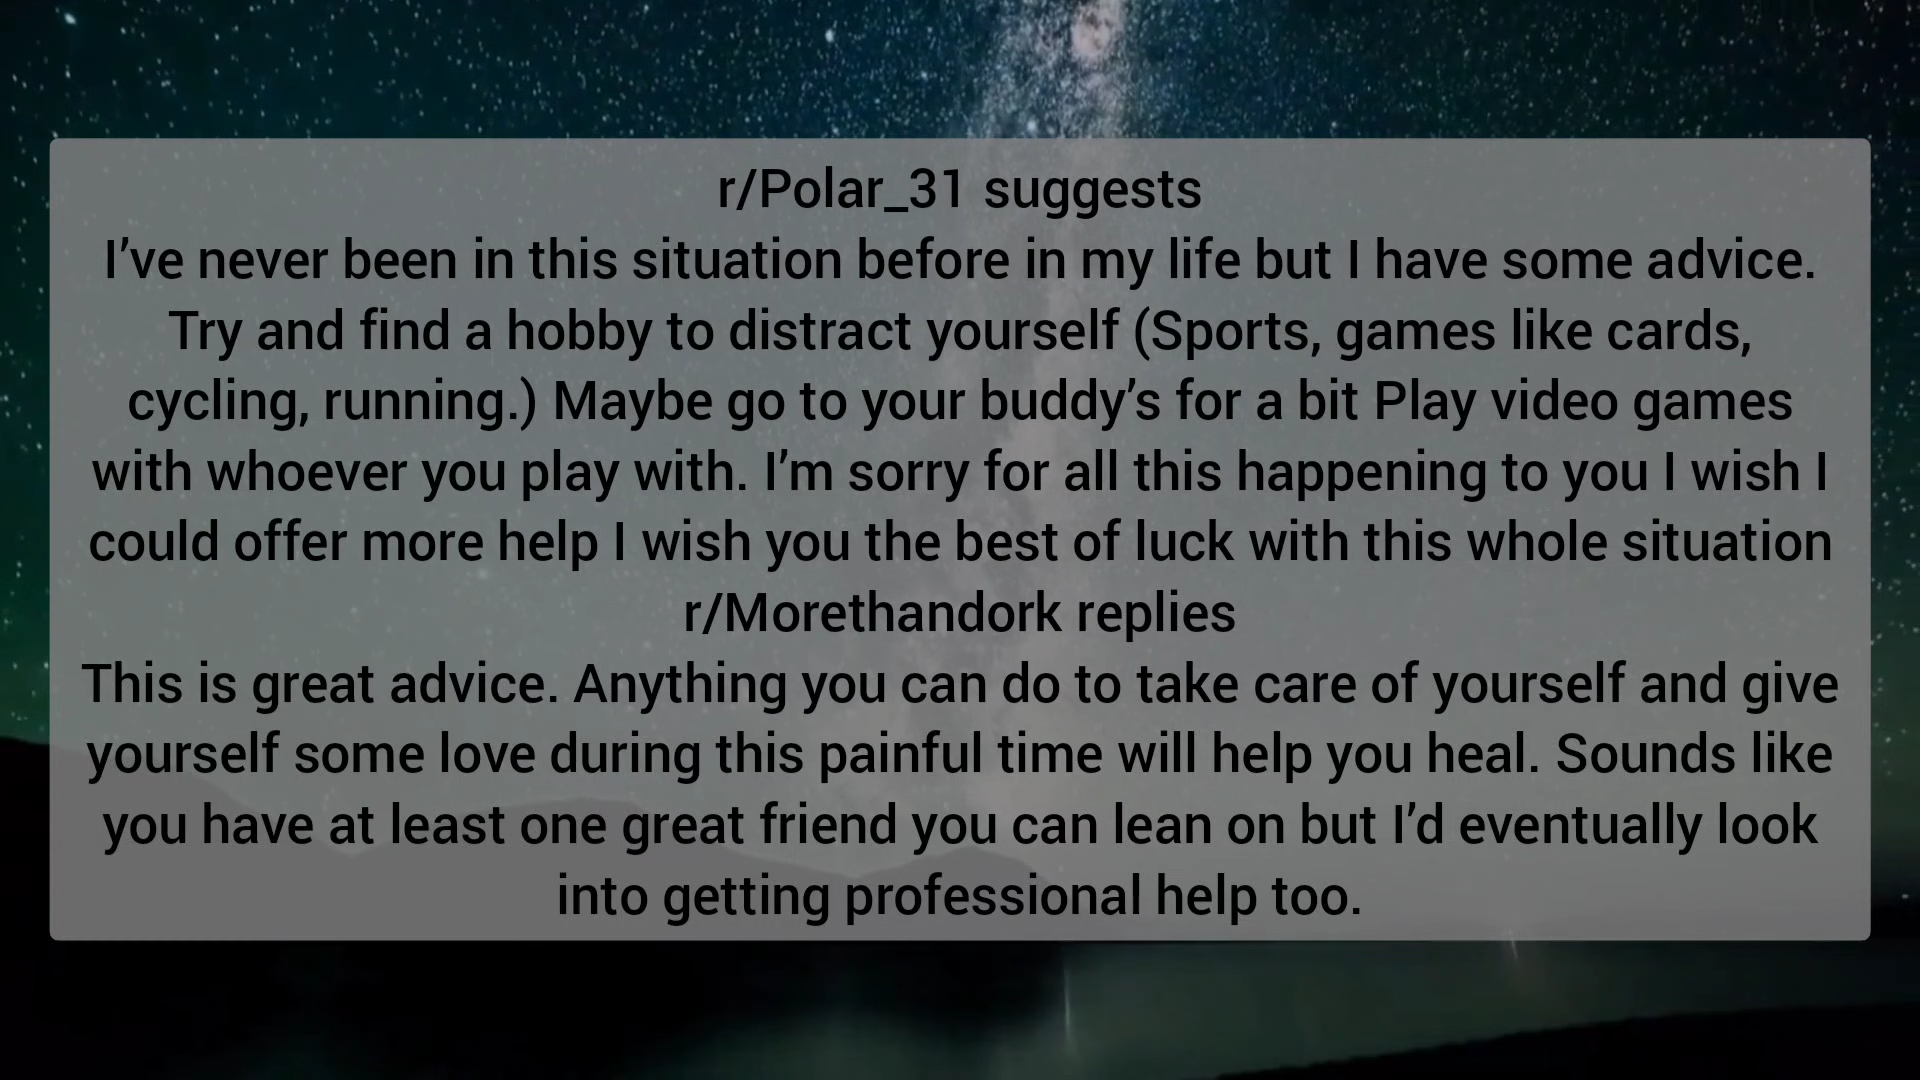 r/Polar_31 suggests
I’ve never been in this situation before in my life but I have some advice.
Try and find a hobby to distract yourself (Sports, games like cards,
cycling, running.) Maybe go to your buddy’s for a bit Play video games
with whoever you play with. I’m sorry for all this happening to you I wish I
could offer more help I wish you the best of luck with this whole situation
r/Morethandork replies
This is great advice. Anything you can do to take care of yourself and give
yourself some love during this painful time will help you heal. Sounds like
you have at least one great friend you can lean on but I’d eventually look
into getting professional help too.